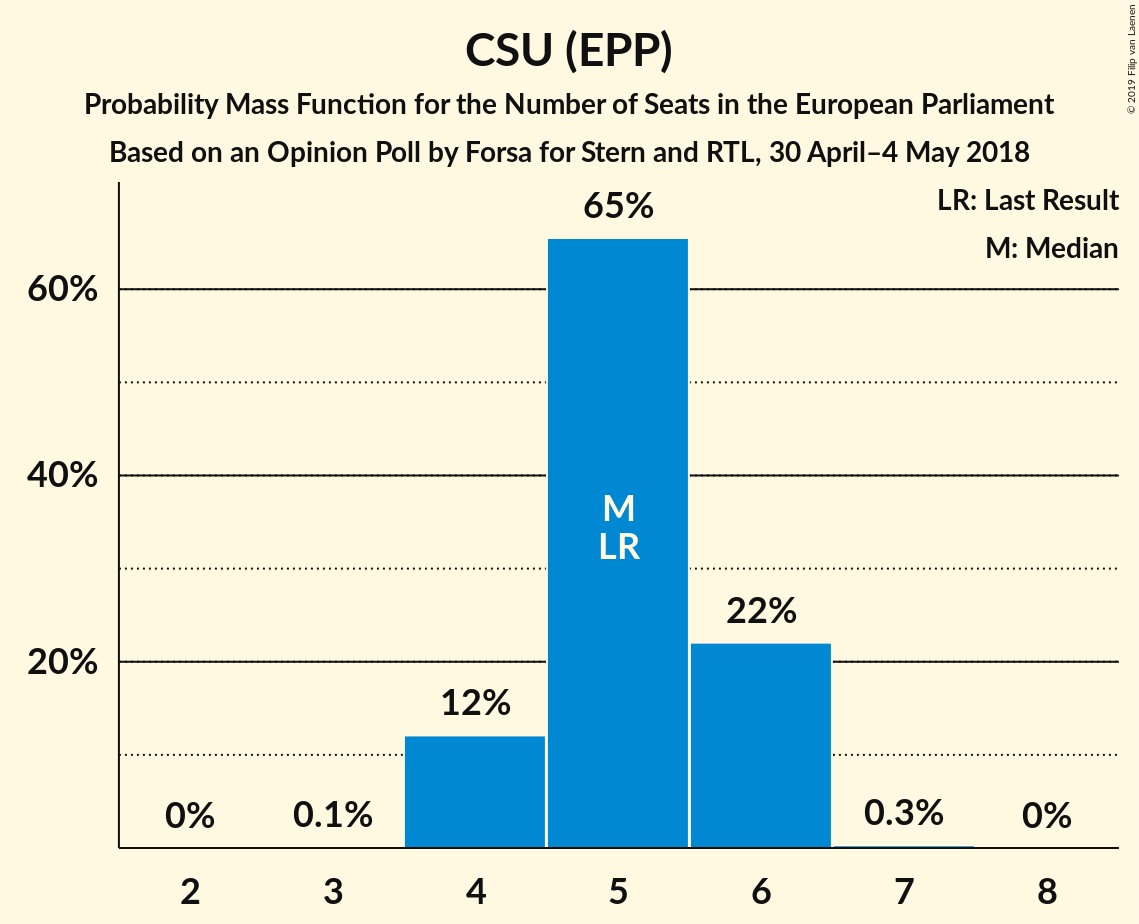 CSU (EPP)
Probability Mass Function for the Number of Seats in the European Parliament
Based on an Opinion Poll by Forsa for Stern and RTL, 30 April–4 May 2018
© 2019 Filip van Laenen
LR: Last Result
M: Median
65%
60%
40%
20%
M
LR
22%
12%
0%
0.1%
0.3%
0%
2 3 4 5 6 7 8